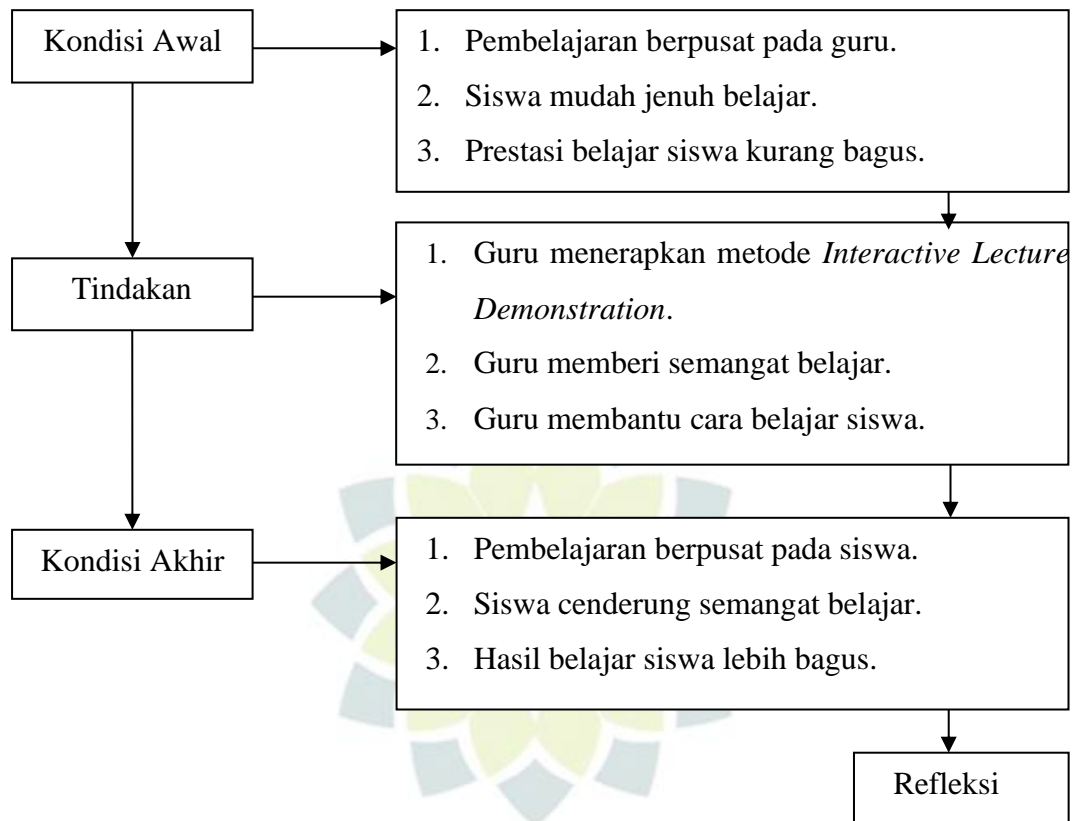 Kondisi Awal
1. Pembelajaran berpusat pada guru.
2. Siswa mudah jenuh belajar.
3. Prestasi belajar siswa kurang bagus.
Tindakan
1. Guru menerapkan metode Interactive Lecture
Demonstration.
2. Guru memberi semangat belajar.
3. Guru membantu cara belajar siswa.
Kondisi Akhir
1. Pembelajaran berpusat pada siswa.
2. Siswa cenderung semangat belajar.
3. Hasil belajar siswa lebih bagus.
Refleksi